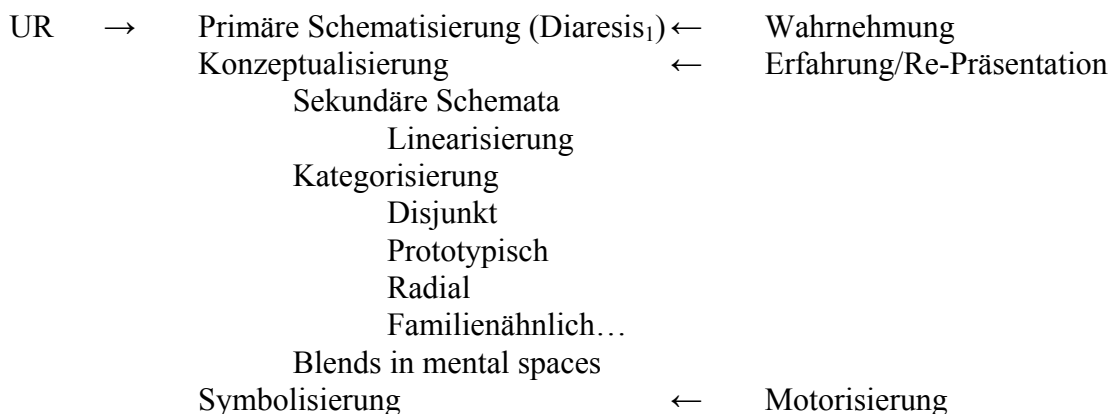 UR → Primäre Schematisierung (Diaresis₁) ← Wahrnehmung
Konzeptualisierung ← Erfahrung/Re-Präsentation
Sekundäre Schemata
Linearisierung
Kategorisierung
Disjunkt
Prototypisch
Radial
Familienähnlich…
Blends in mental spaces
Symbolisierung ← Motorisierung